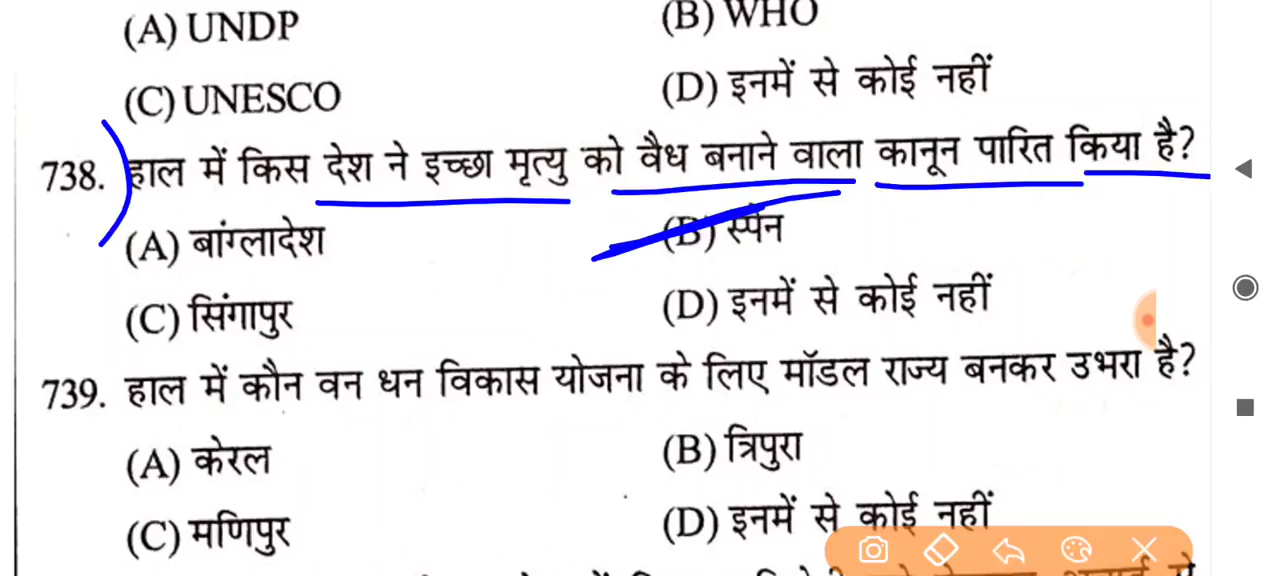 (A) UNDP (B) WHO
(C) UNESCO (D) इनमें से कोई नहीं
738. हाल में किस देश ने इच्छा मृत्यु को वैध बनाने वाला कानून पारित किया है?
(A) बांग्लादेश (B) स्पेन
(C) सिंगापुर (D) इनमें से कोई नहीं
739. हाल में कौन वन धन विकास योजना के लिए मॉडल राज्य बनकर उभरा है?
(A) केरल (B) त्रिपुरा
(C) मणिपुर (D) इनमें से कोई नहीं